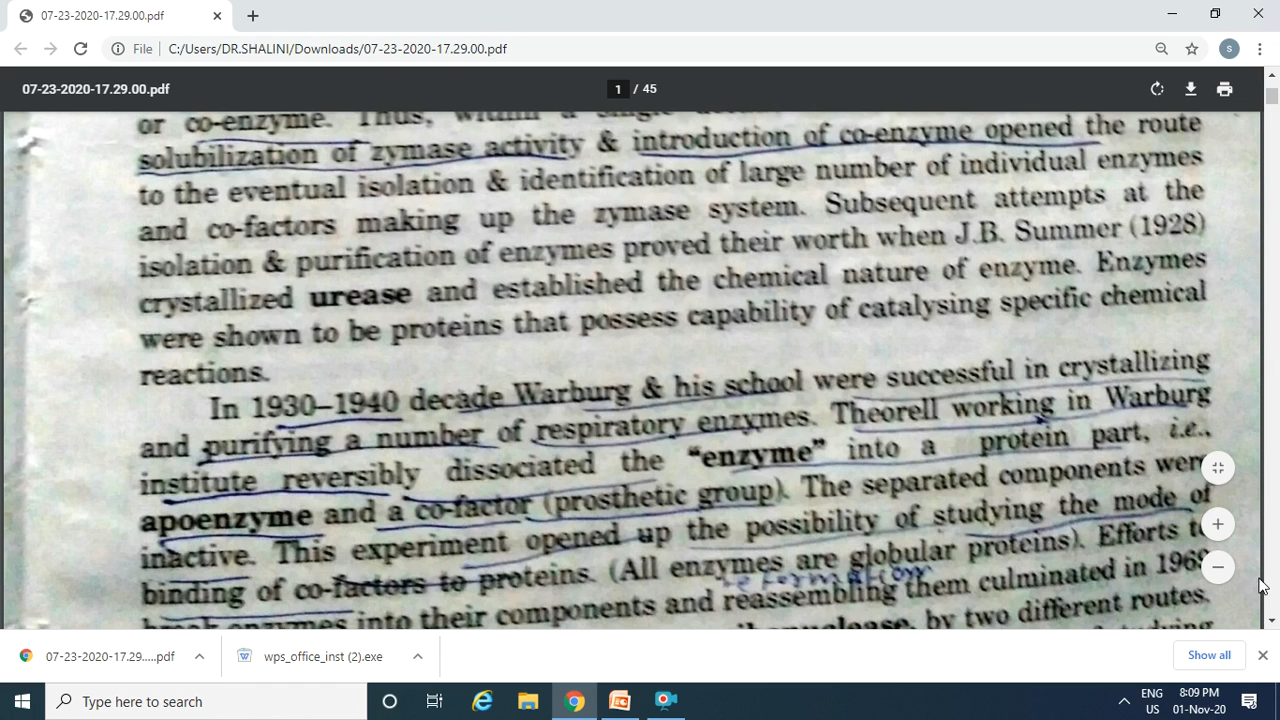 07-23-2020-17.29.00.pdf
File C:/Users/DR.SHALINI/Downloads/07-23-2020-17.29.00.pdf
S
07-23-2020-17.29.00.pdf 1 / 45
or co-enzyme. Thus, within a single
solubilization of zymase activity & introduction of co-enzyme opened the route
to the eventual isolation & identification of large number of individual enzymes
and co-factors making up the zymase system. Subsequent attempts at the
isolation & purification of enzymes proved their worth when J.B. Summer (1928)
crystallized urease and established the chemical nature of enzyme. Enzymes
were shown to be proteins that possess capability of catalysing specific chemical
reactions.
In 1930–1940 decade Warburg & his school were successful in crystallizing
and purifying a number of respiratory enzymes. Theorell working in Warburg
institute reversibly dissociated the "enzyme" into a protein part, i.e.,
apoenzyme and a co-factor (prosthetic group). The separated components were
inactive. This experiment opened up the possibility of studying the mode of
binding of co-factors to proteins. (All enzymes are globular proteins). Efforts
reformation
break enzymes into their components and reassembling them culminated in
by two different routes.
studying
07-23-2020-17.29.....pdf wps_office_inst (2).exe Show all
Type here to search ENG 8:09 PM
US 01-Nov-20